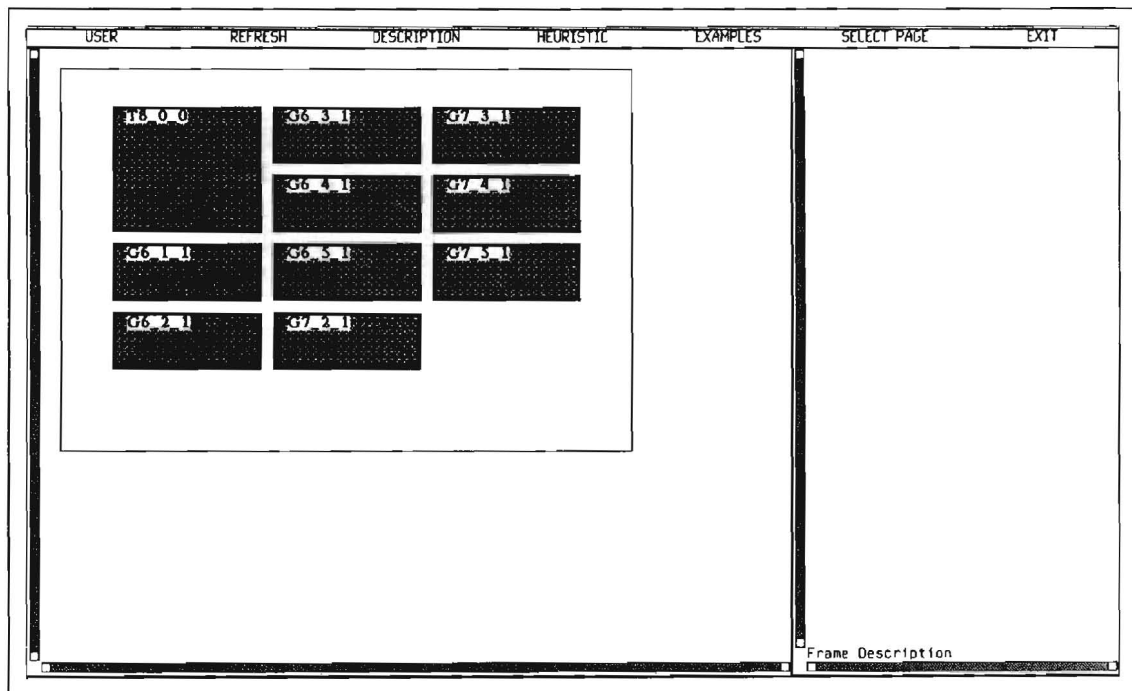 USER REFRESH DESCRIPTION HEURISTIC EXAMPLES SELECT PAGE EXIT
T8_0_0 G6_3_1 G7_3_1
G6_4_1 G7_4_1
G6_1_1 G6_5_1 G7_5_1
G6_2_1 G7_2_1
Frame Description